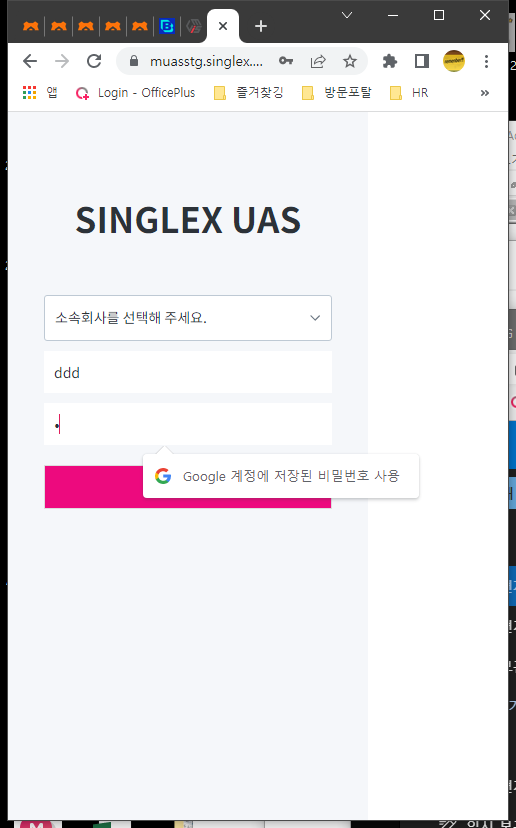 muasstg.singlex....
앱
Login - OfficePlus
즐겨찾깅
방문포탈
HR
SINGLEX UAS
소속회사를 선택해 주세요.
ddd
Google 계정에 저장된 비밀번호 사용